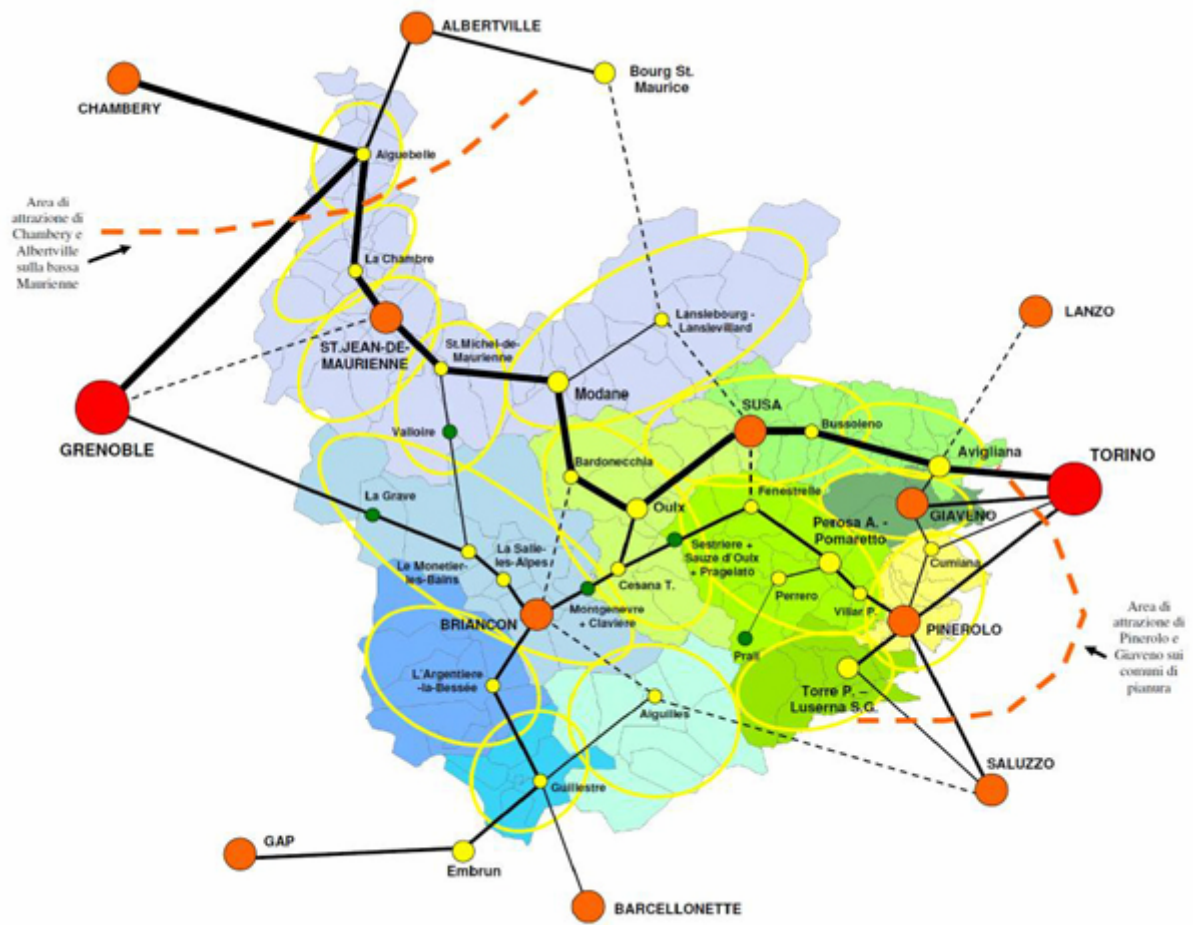 ALBERTVILLE
Bourg St.
Maurice
CHAMBERY
Aiguebelle
Area di
attrazione di
Chambery e
Albertville
sulla bassa
Maurienne
La Chambre
Lanslebourg -
Lanslevillard
LANZO
ST.JEAN-DE-
MAURIENNE
St.Michel-de-
Maurienne
Modane
SUSA
Bussoleno
Valloire
GRENOBLE
Avigliana
TORINO
Bardonecchia
La Grave
Oulx
Fenestrelle
GIAVENO
Perosa A. -
Pomaretto
La Salle-
les-Alpes
Le Monetier-
les-Bains
Sestriere +
Sauze d'Oulx
+ Pragelato
Cesana T.
Cumiana
Perrero
Villar P.
Montgenevre
+ Claviere
BRIANCON
PINEROLO
Area di
attrazione di
Pinerolo e
Giaveno sui
comuni di
pianura
Prali
L'Argentiere
-la-Bessée
Aiguilles
Torre P. –
Luserna S.G.
SALUZZO
Guillestre
GAP
Embrun
BARCELLONETTE